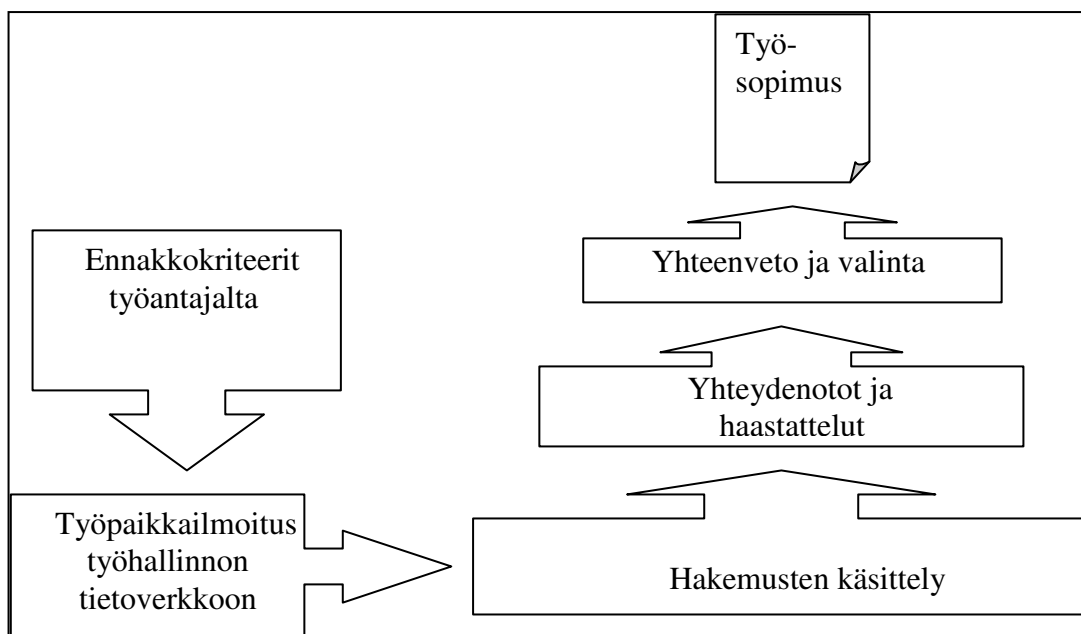 Ennakkokriteerit
työantajalta
Työpaikkailmoitus
työhallinnon
tietoverkkoon
Hakemusten käsittely
Yhteydenotot ja
haastattelut
Yhteenveto ja valinta
Työ-
sopimus